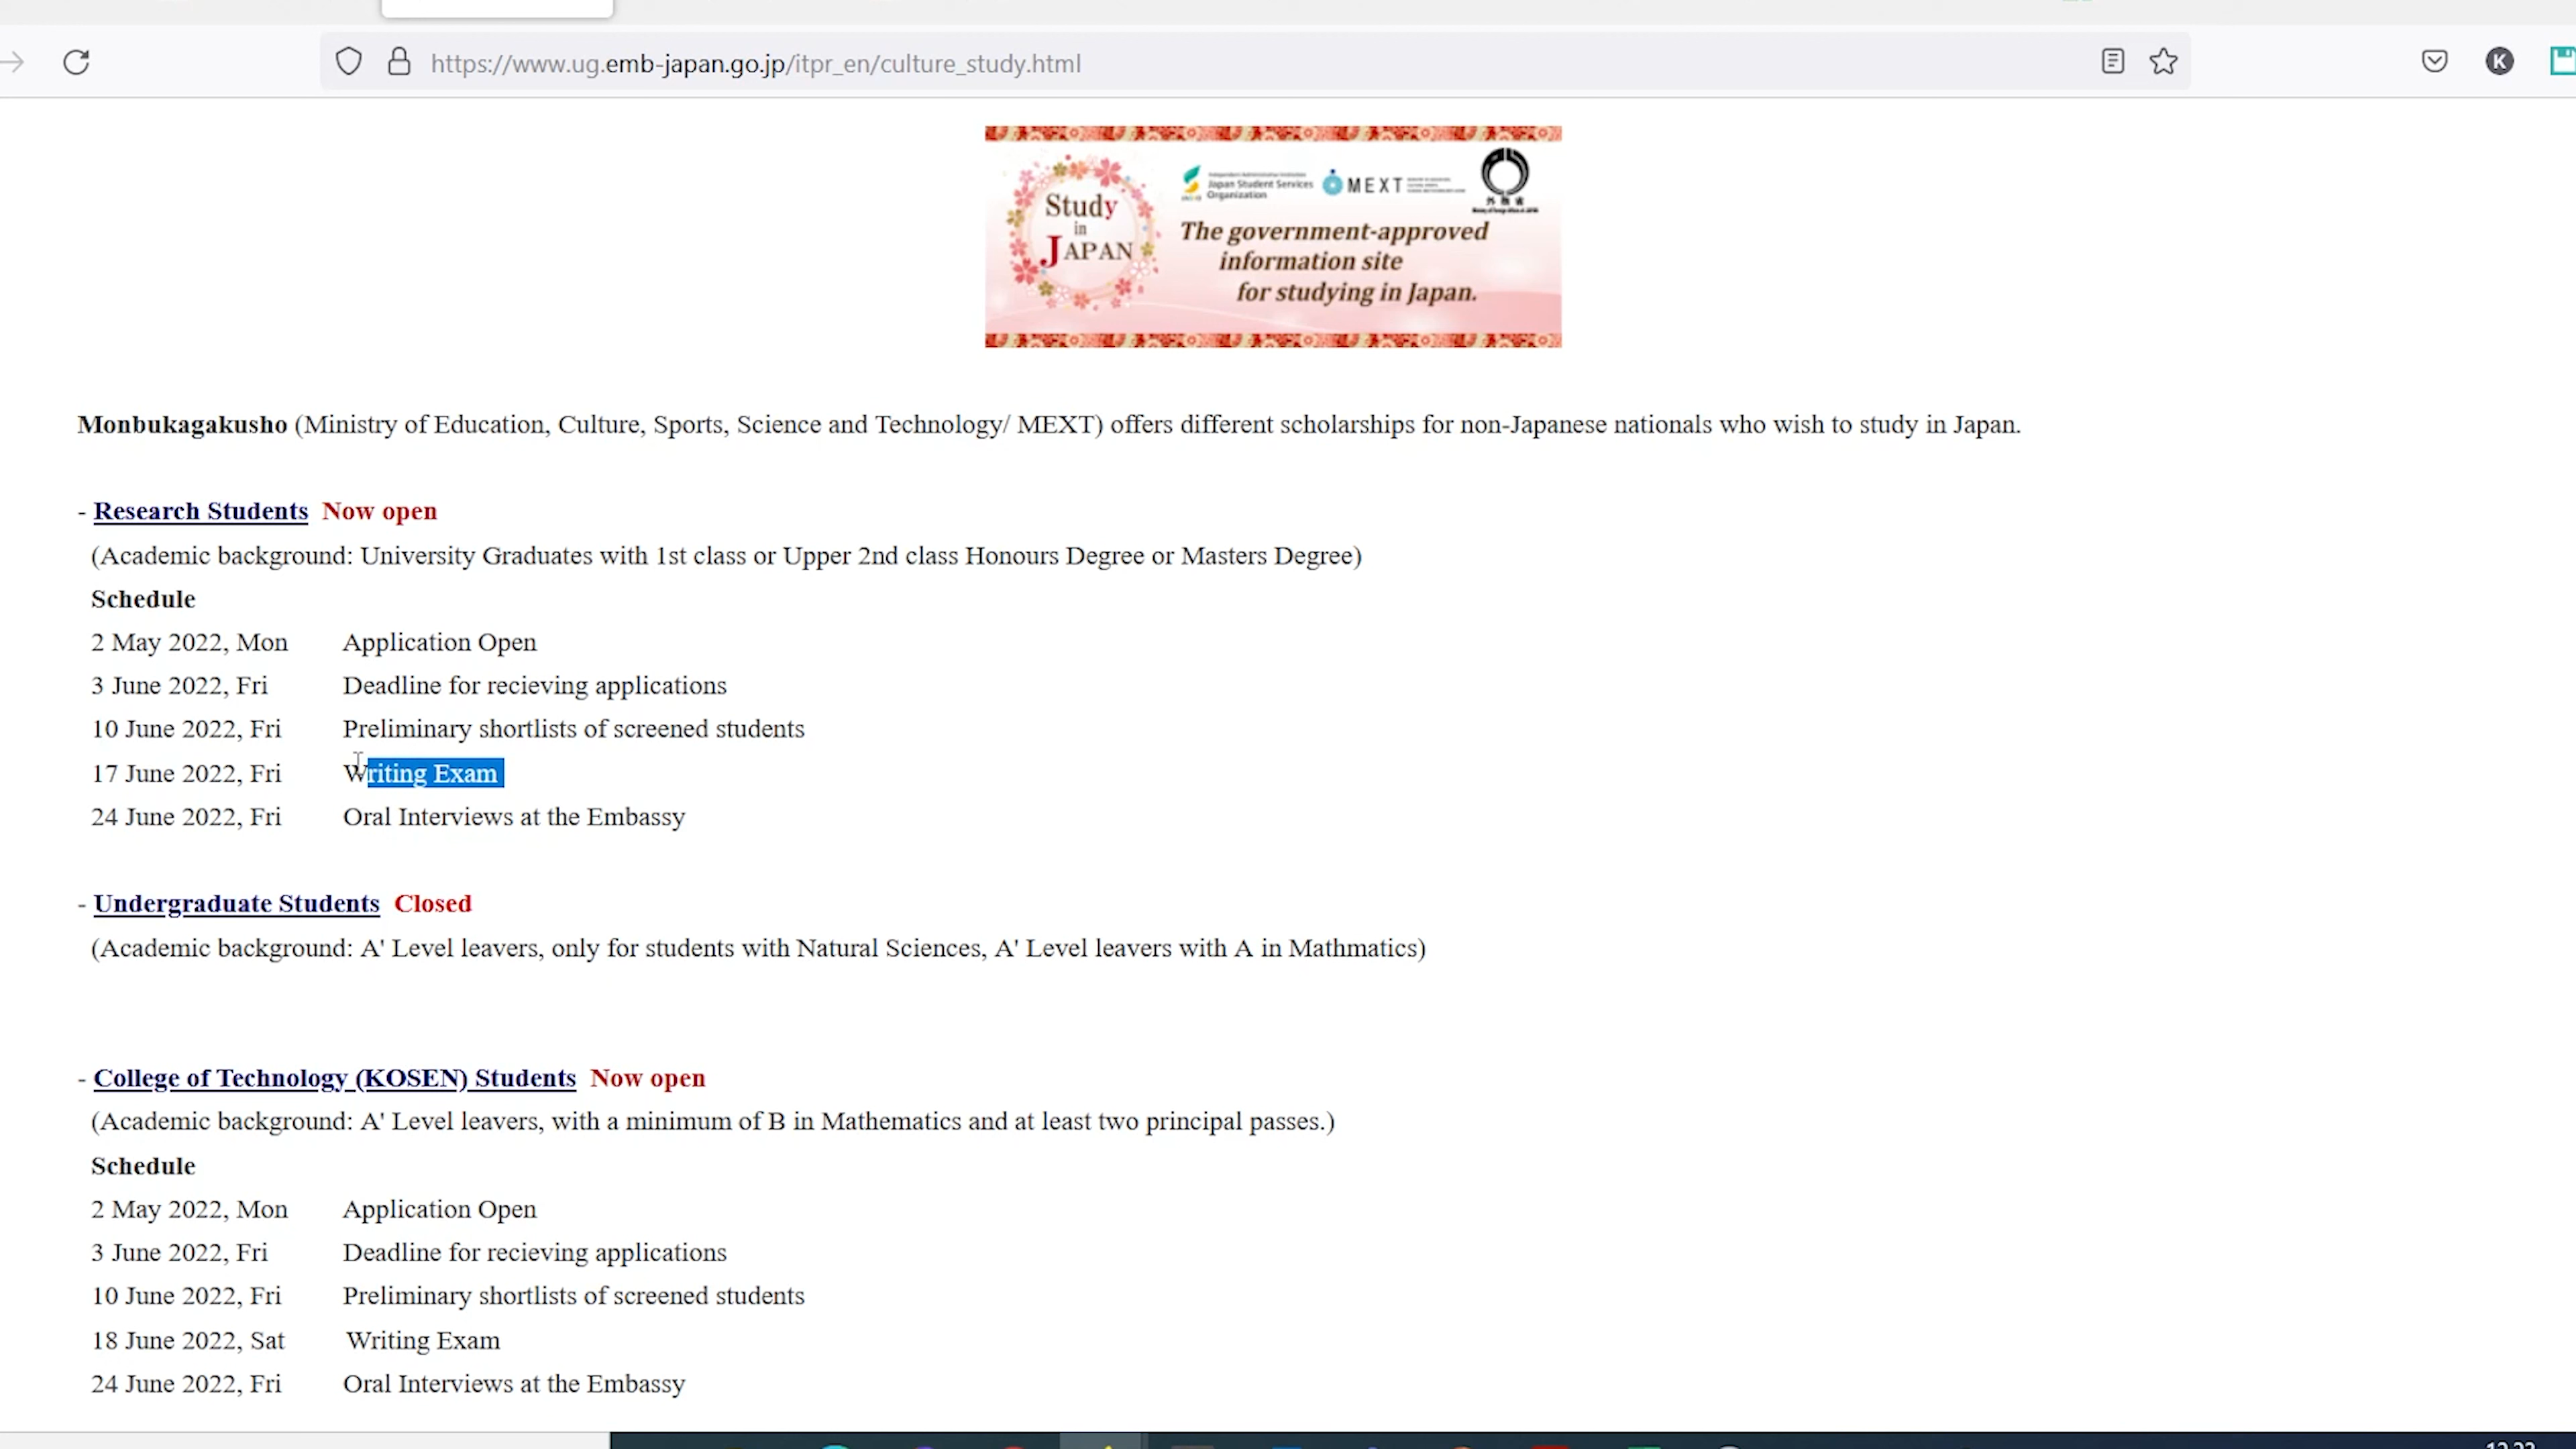 https://www.ug.emb-japan.go.jp/itpr_en/culture_study.html
K
Study
in
JAPAN
Japan Student Services
Organization
MEXT
外務省
The government-approved
information site
for studying in Japan.
Monbukagakusho (Ministry of Education, Culture, Sports, Science and Technology/ MEXT) offers different scholarships for non-Japanese nationals who wish to study in Japan.
- Research Students Now open
(Academic background: University Graduates with 1st class or Upper 2nd class Honours Degree or Masters Degree)
Schedule
2 May 2022, Mon Application Open
3 June 2022, Fri Deadline for recieving applications
10 June 2022, Fri Preliminary shortlists of screened students
17 June 2022, Fri Writing Exam
24 June 2022, Fri Oral Interviews at the Embassy
- Undergraduate Students Closed
(Academic background: A' Level leavers, only for students with Natural Sciences, A' Level leavers with A in Mathmatics)
- College of Technology (KOSEN) Students Now open
(Academic background: A' Level leavers, with a minimum of B in Mathematics and at least two principal passes.)
Schedule
2 May 2022, Mon Application Open
3 June 2022, Fri Deadline for recieving applications
10 June 2022, Fri Preliminary shortlists of screened students
18 June 2022, Sat Writing Exam
24 June 2022, Fri Oral Interviews at the Embassy